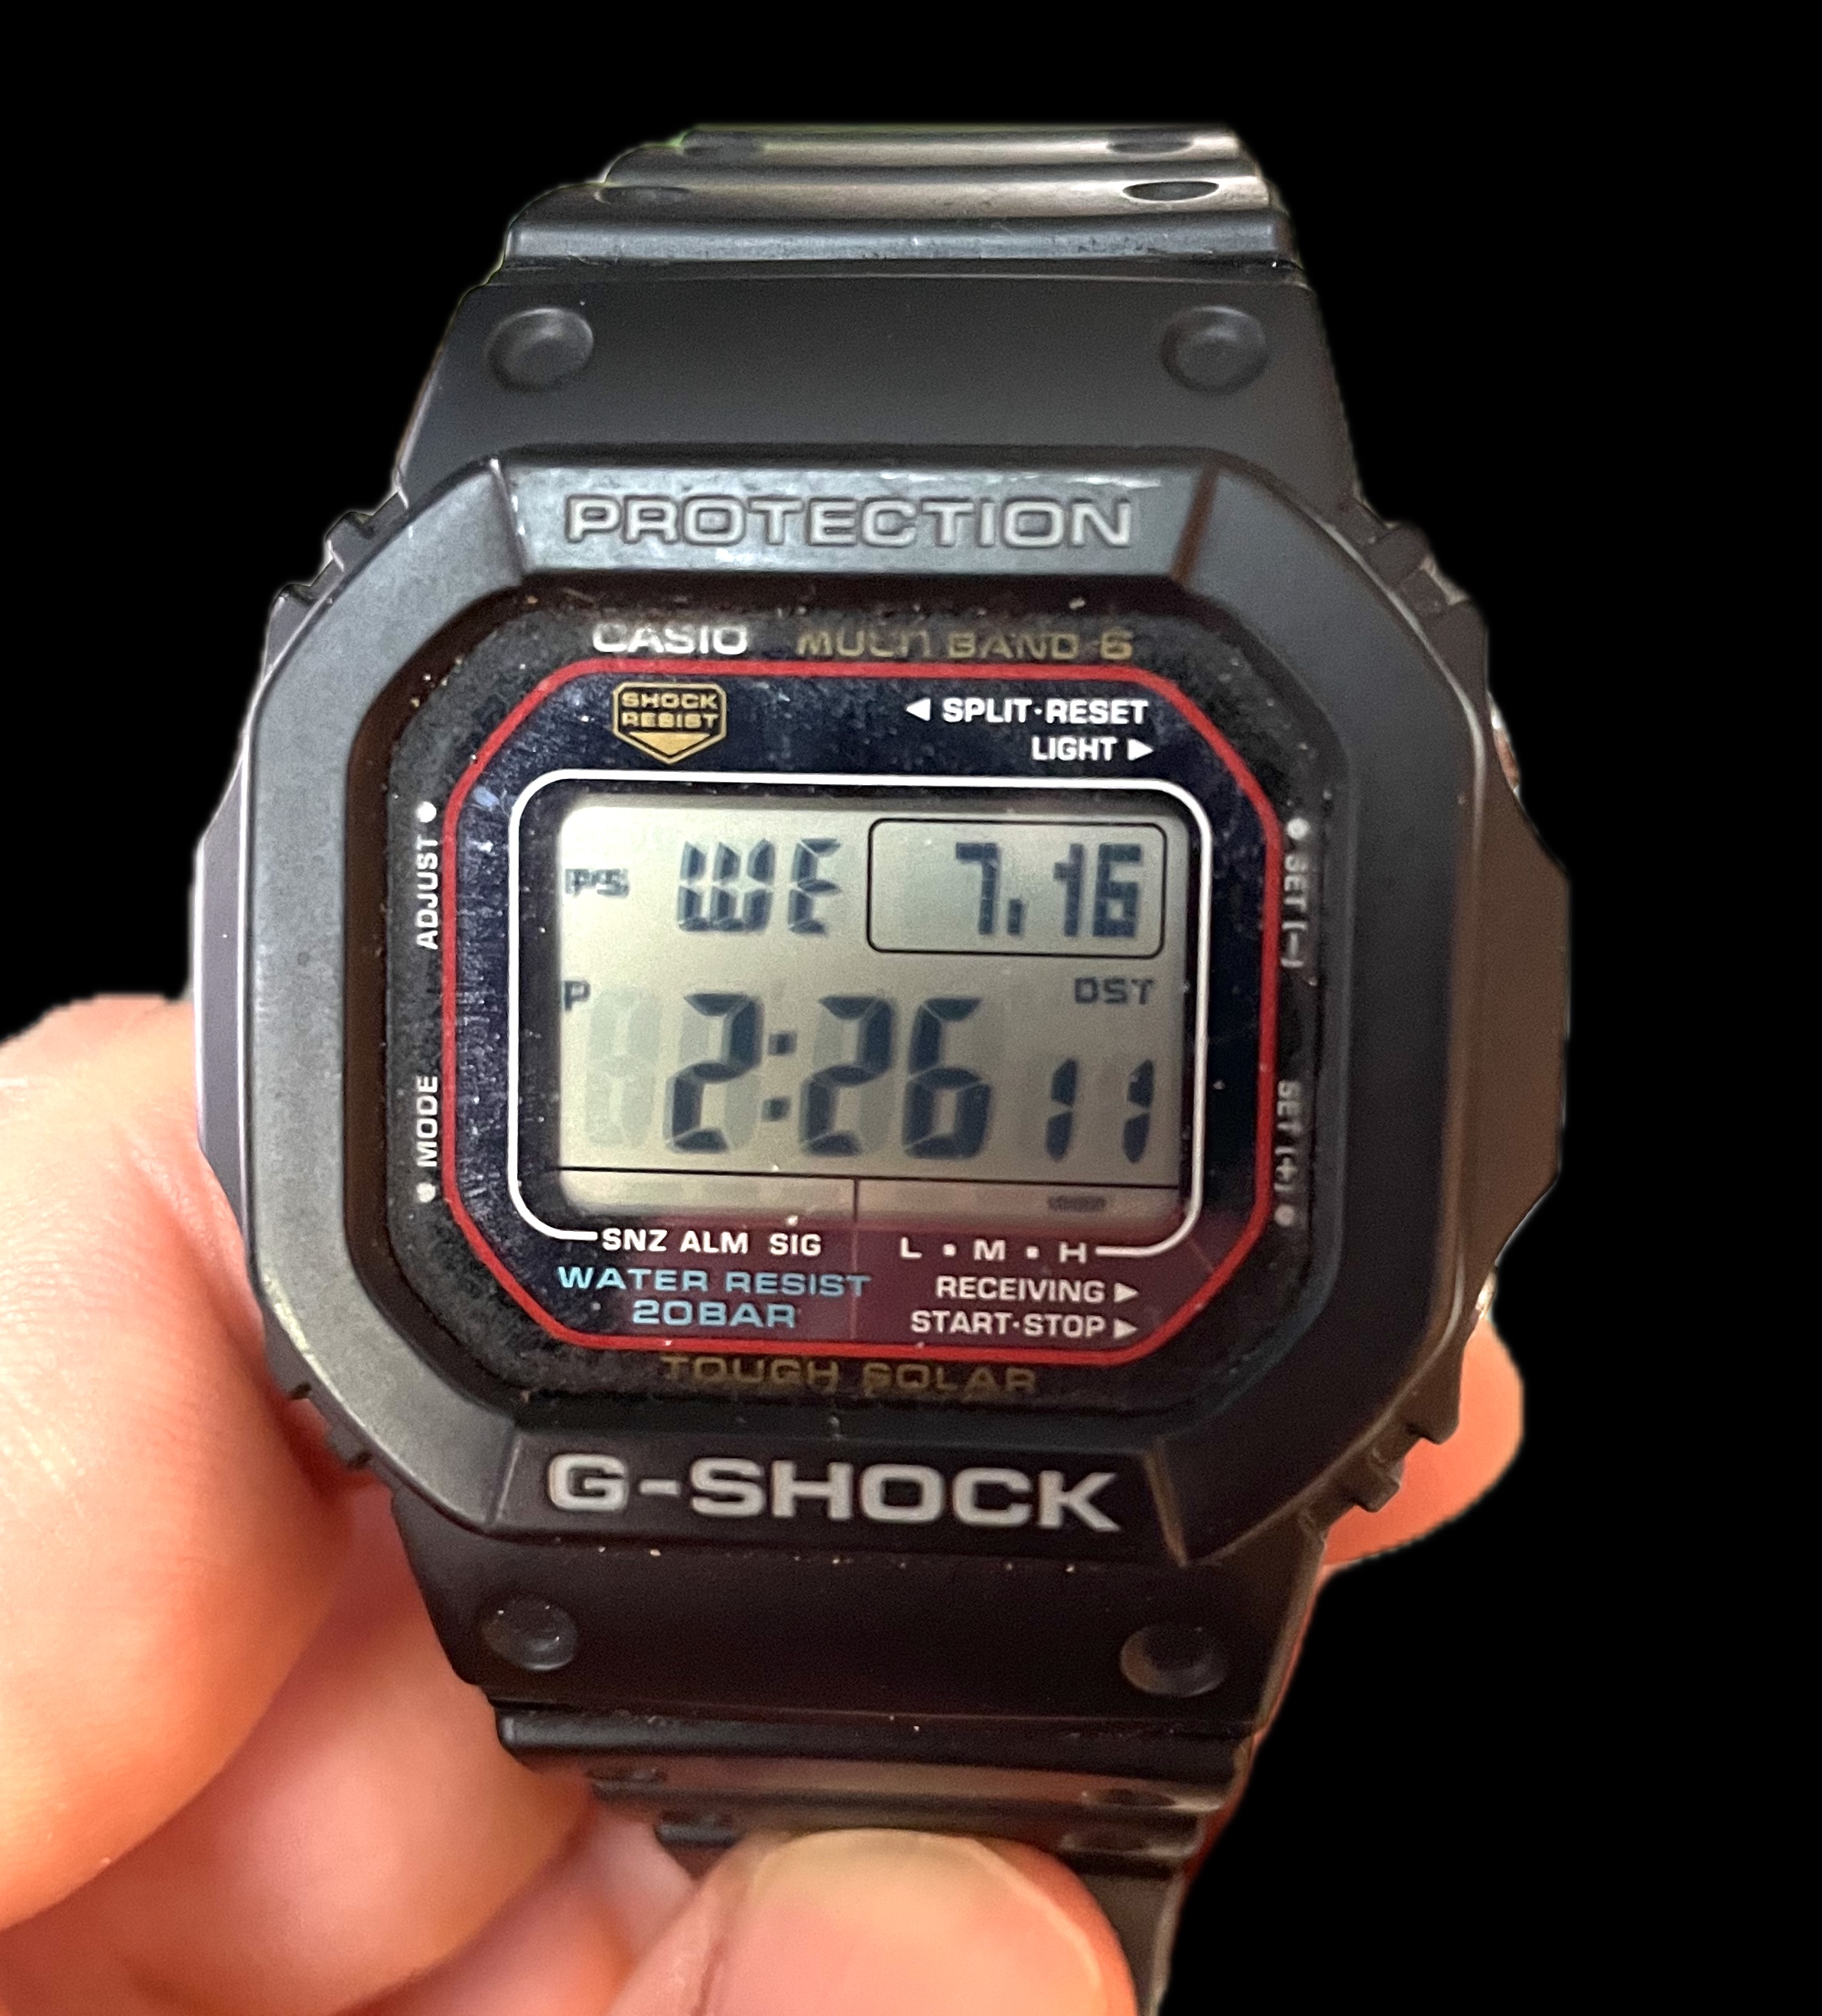 PROTECTION
CASIO MULTI BAND 6
SHOCK RESIST
◄ SPLIT·RESET
LIGHT ►
ADJUST
SET(–)
PS WE 7.16
P DST
2:26 11
MODE
SET(+)
SNZ ALM SIG L • M • H
WATER RESIST
20BAR
RECEIVING ►
START·STOP ►
TOUGH SOLAR
G-SHOCK